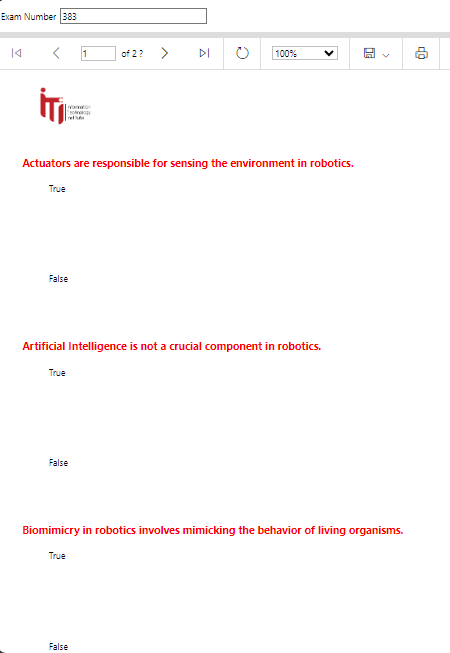 Exam Number 383
1 of 2 ? 100%
iTi Information
Technology
Institute
Actuators are responsible for sensing the environment in robotics.
True
False
Artificial Intelligence is not a crucial component in robotics.
True
False
Biomimicry in robotics involves mimicking the behavior of living organisms.
True
False